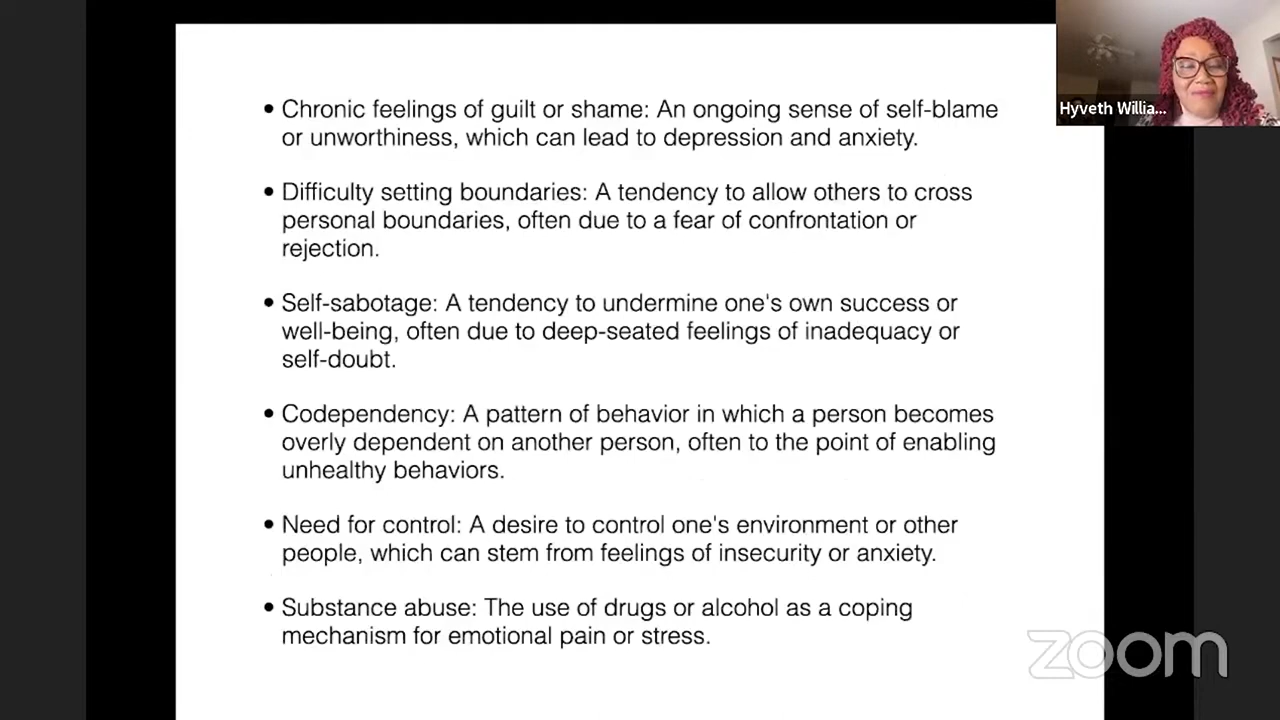 • Chronic feelings of guilt or shame: An ongoing sense of self-blame
or unworthiness, which can lead to depression and anxiety.
• Difficulty setting boundaries: A tendency to allow others to cross
personal boundaries, often due to a fear of confrontation or
rejection.
• Self-sabotage: A tendency to undermine one's own success or
well-being, often due to deep-seated feelings of inadequacy or
self-doubt.
• Codependency: A pattern of behavior in which a person becomes
overly dependent on another person, often to the point of enabling
unhealthy behaviors.
• Need for control: A desire to control one's environment or other
people, which can stem from feelings of insecurity or anxiety.
• Substance abuse: The use of drugs or alcohol as a coping
mechanism for emotional pain or stress.
Hyveth Willia...
zoom